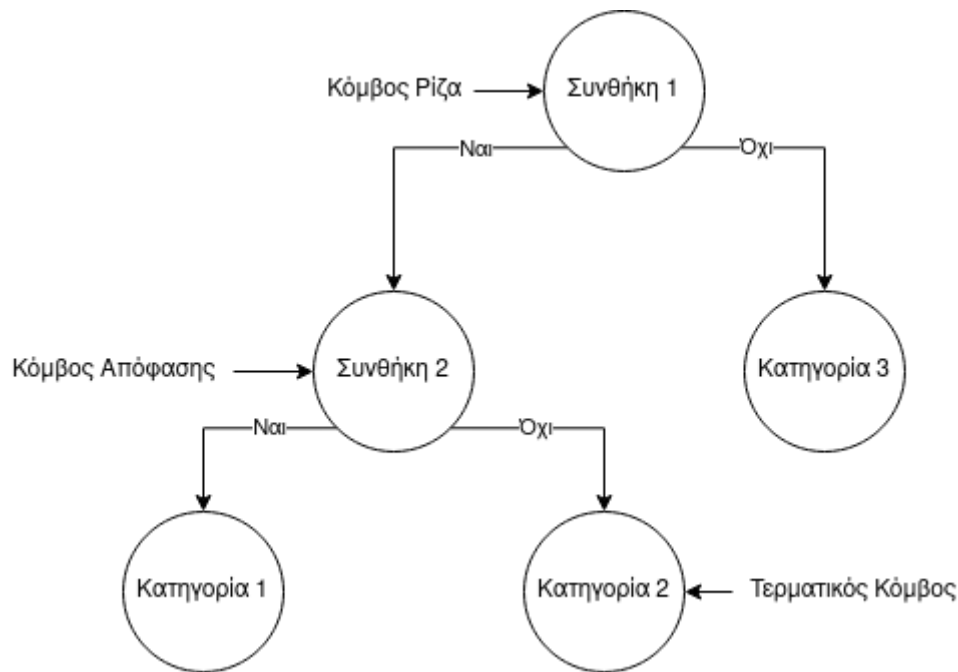 Κόμβος Ρίζα
Συνθήκη 1
Ναι
Όχι
Κόμβος Απόφασης
Συνθήκη 2
Κατηγορία 3
Ναι
Όχι
Κατηγορία 1
Κατηγορία 2
Τερματικός Κόμβος